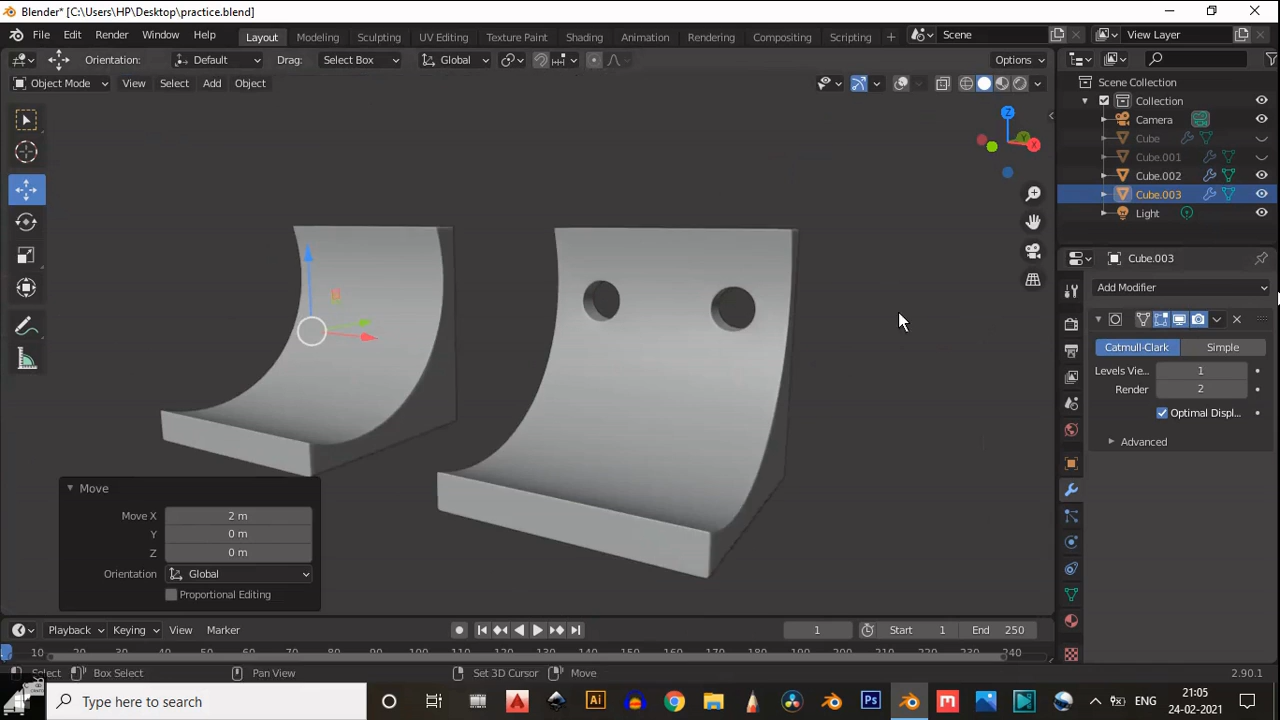 Blender* [C:\Users\HP\Desktop\practice.blend]
File Edit Render Window Help Layout Modeling Sculpting UV Editing Texture Paint Shading Animation Rendering Compositing Scripting + Scene View Layer
Orientation: Default Drag: Select Box Global Options
Object Mode View Select Add Object
Scene Collection
Collection
Camera
Cube
Cube.001
Cube.002
Cube.003
Light
Z
Y
X
Cube.003
Add Modifier
Catmull-Clark Simple
Levels Vie... 1
Render 2
Optimal Displ...
Advanced
Move
Move X 2 m
Y 0 m
Z 0 m
Orientation Global
Proportional Editing
Playback Keying View Marker 1 Start 1 End 250
10 20 30 40 50 60 70 80 90 100 110 120 130 140 150 160 170 180 190 200 210 220 230 240
Select Box Select Pan View Set 3D Cursor Move 2.90.1
Type here to search
Ai
Ps
ENG
21:05
24-02-2021